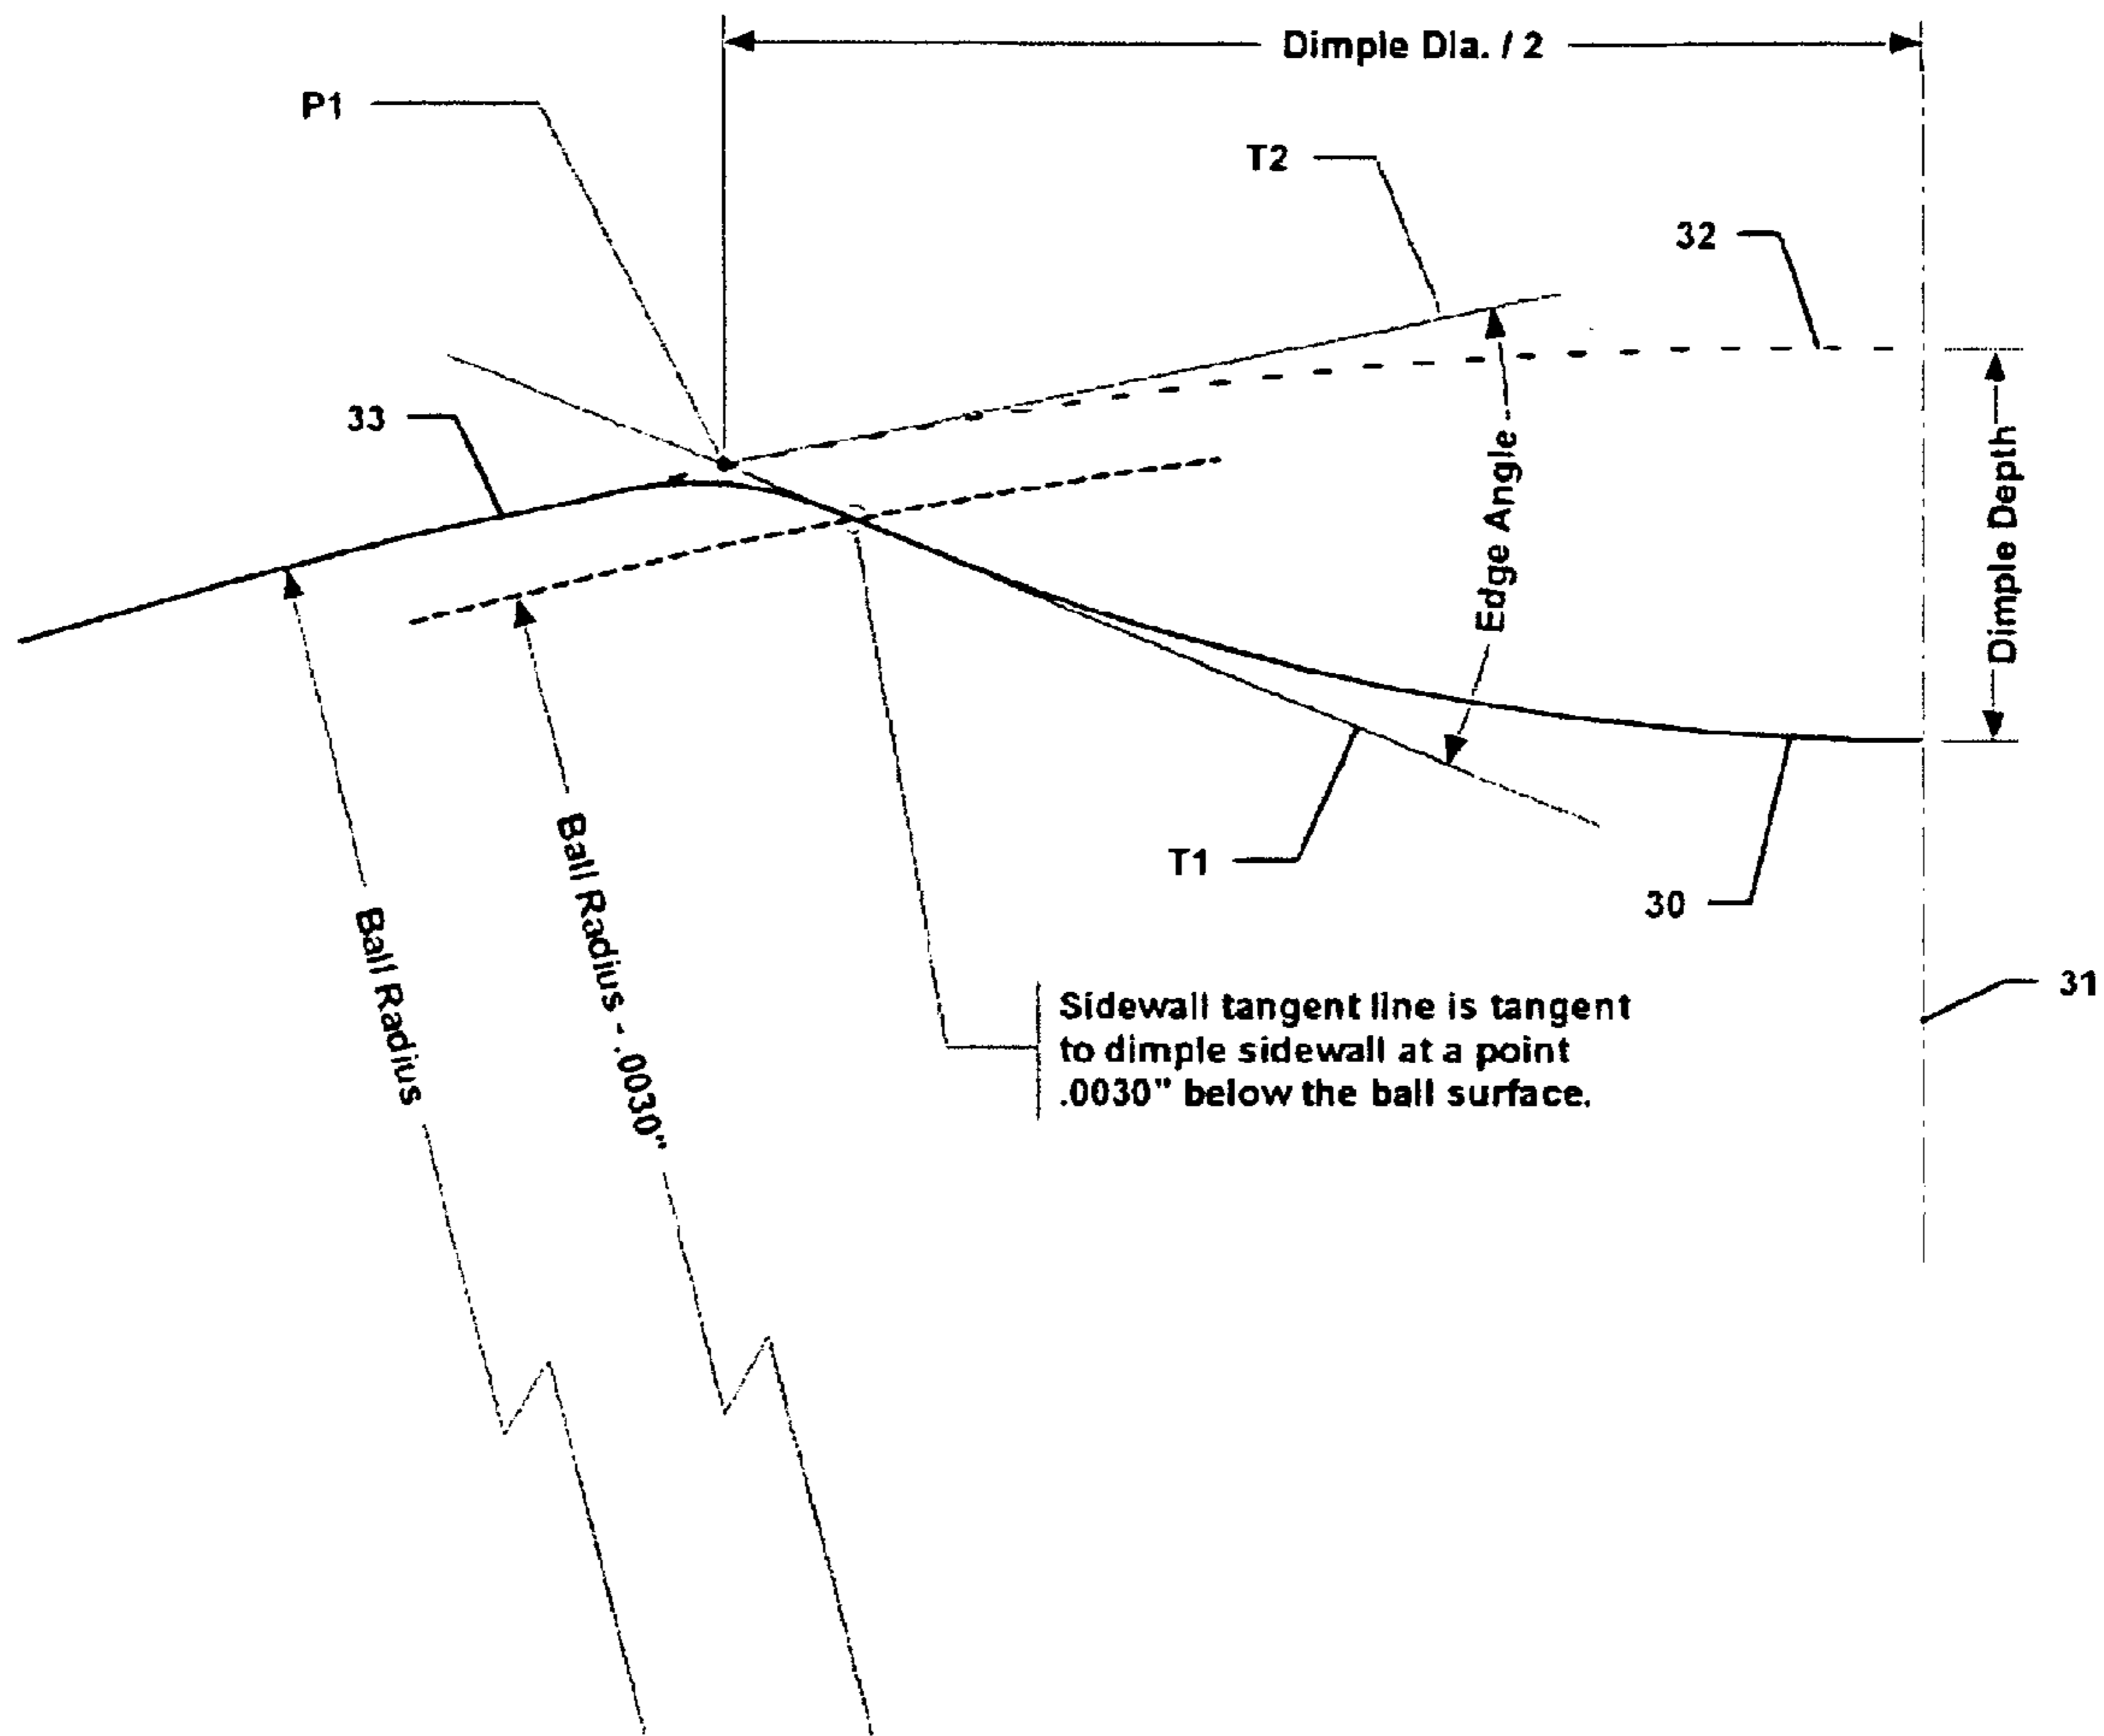 Dimple Dia. / 2
P1
T2
32
33
Edge Angle
Dimple Depth
T1
30
31
Ball Radius
Ball Radius - .0030"
Sidewall tangent line is tangent
to dimple sidewall at a point
.0030" below the ball surface.